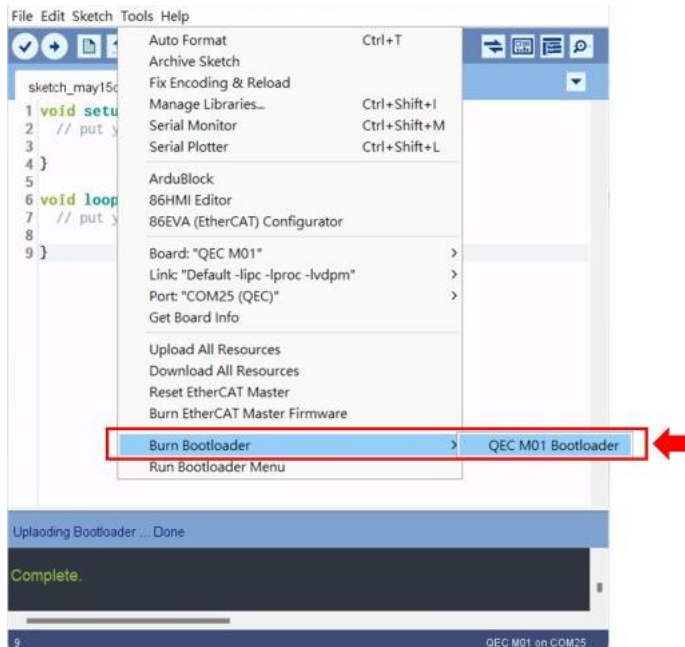 File Edit Sketch Tools Help
Auto Format Ctrl+T
Archive Sketch
Fix Encoding & Reload
Manage Libraries... Ctrl+Shift+I
Serial Monitor Ctrl+Shift+M
Serial Plotter Ctrl+Shift+L
ArduBlock
86HMI Editor
86EVA (EtherCAT) Configurator
Board: "QEC M01" >
Link: "Default -lipc -lproc -lvdpm" >
Port: "COM25 (QEC)" >
Get Board Info
Upload All Resources
Download All Resources
Reset EtherCAT Master
Burn EtherCAT Master Firmware
Burn Bootloader > QEC M01 Bootloader
Run Bootloader Menu
sketch_may15c
1 void setu
2 // put y
3
4 }
5
6 void loop
7 // put y
8
9 }
Uplaoding Bootloader ... Done
Complete.
9 QEC M01 on COM25